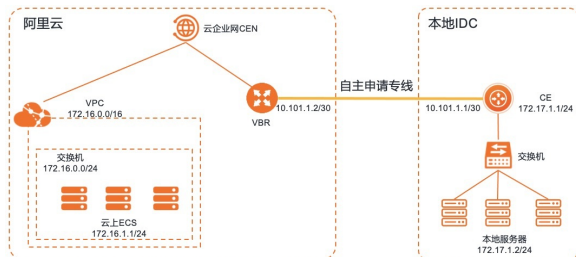 阿里云
云企业网CEN
本地IDC
VPC
172.16.0.0/16
自主申请专线
10.101.1.2/30
10.101.1.1/30
VBR
CE
172.17.1.1/24
交换机
172.16.0.0/24
交换机
云上ECS
172.16.1.1/24
本地服务器
172.17.1.2/24